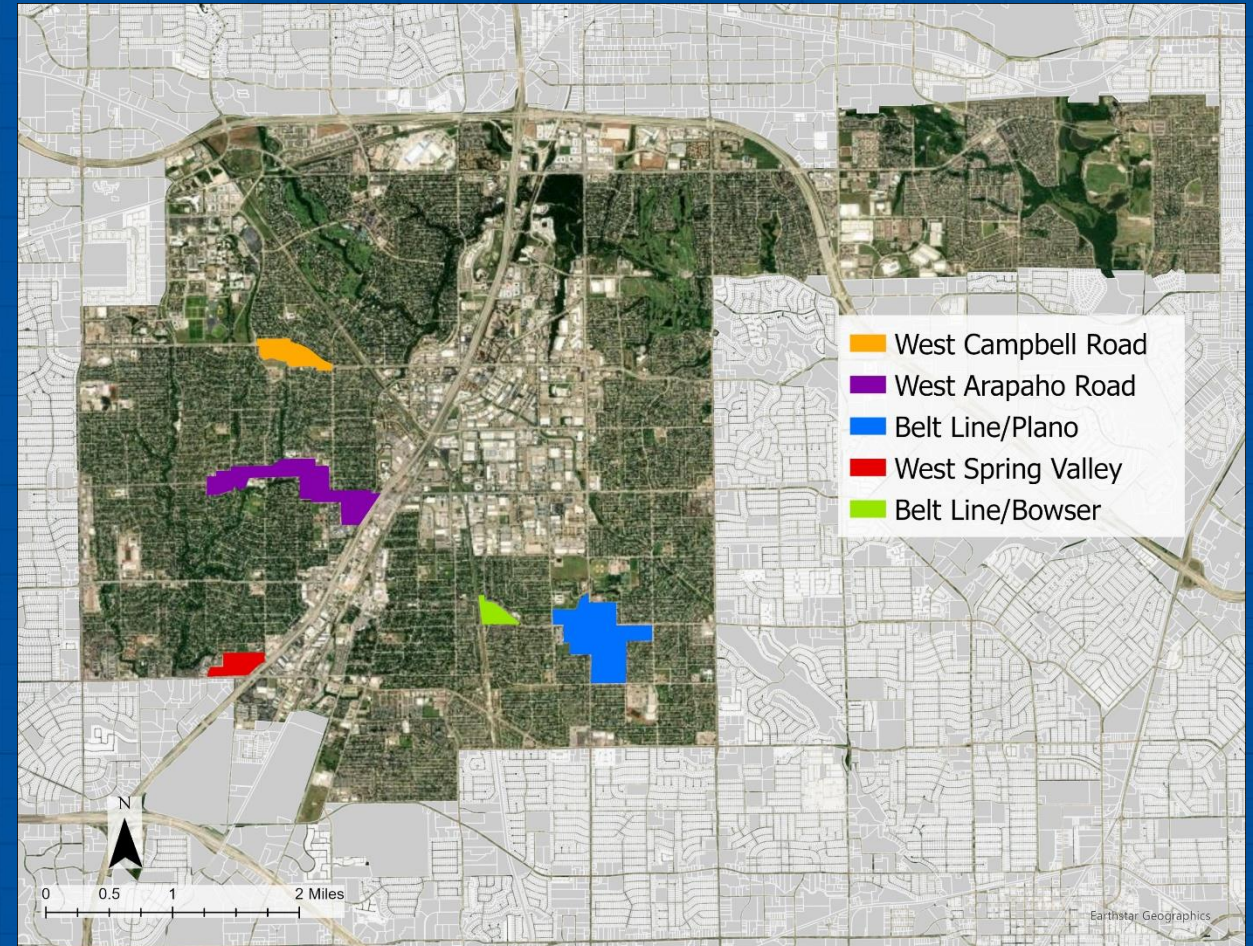 West Campbell Road
West Arapaho Road
Belt Line/Plano
West Spring Valley
Belt Line/Bowser
N
0 0.5 1 2 Miles
Earthstar Geographics